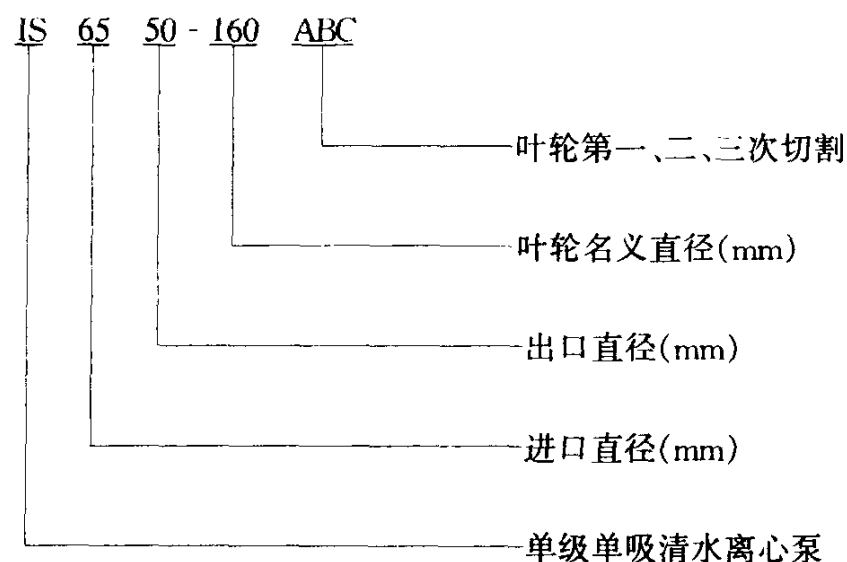 IS 65 50 - 160 ABC
叶轮第一、二、三次切割
叶轮名义直径(mm)
出口直径(mm)
进口直径(mm)
单级单吸清水离心泵